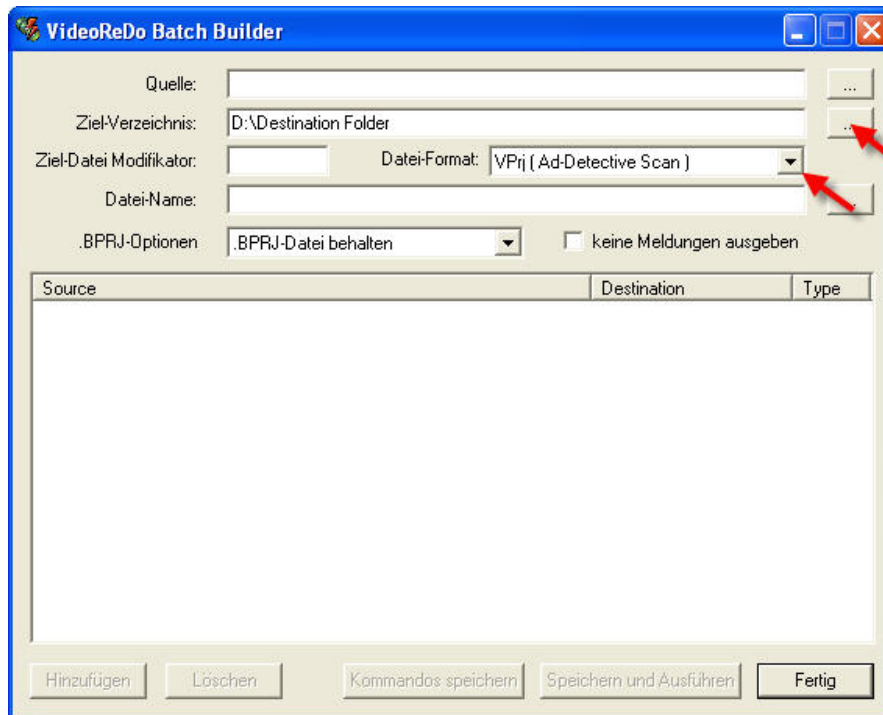 VideoReDo Batch Builder
Quelle:
...
Ziel-Verzeichnis: D:\Destination Folder
...
Ziel-Datei Modifikator: Datei-Format: VPrj ( Ad-Detective Scan )
Datei-Name:
...
.BPRJ-Optionen .BPRJ-Datei behalten keine Meldungen ausgeben
Source Destination Type
Hinzufügen Löschen Kommandos speichern Speichern und Ausführen Fertig